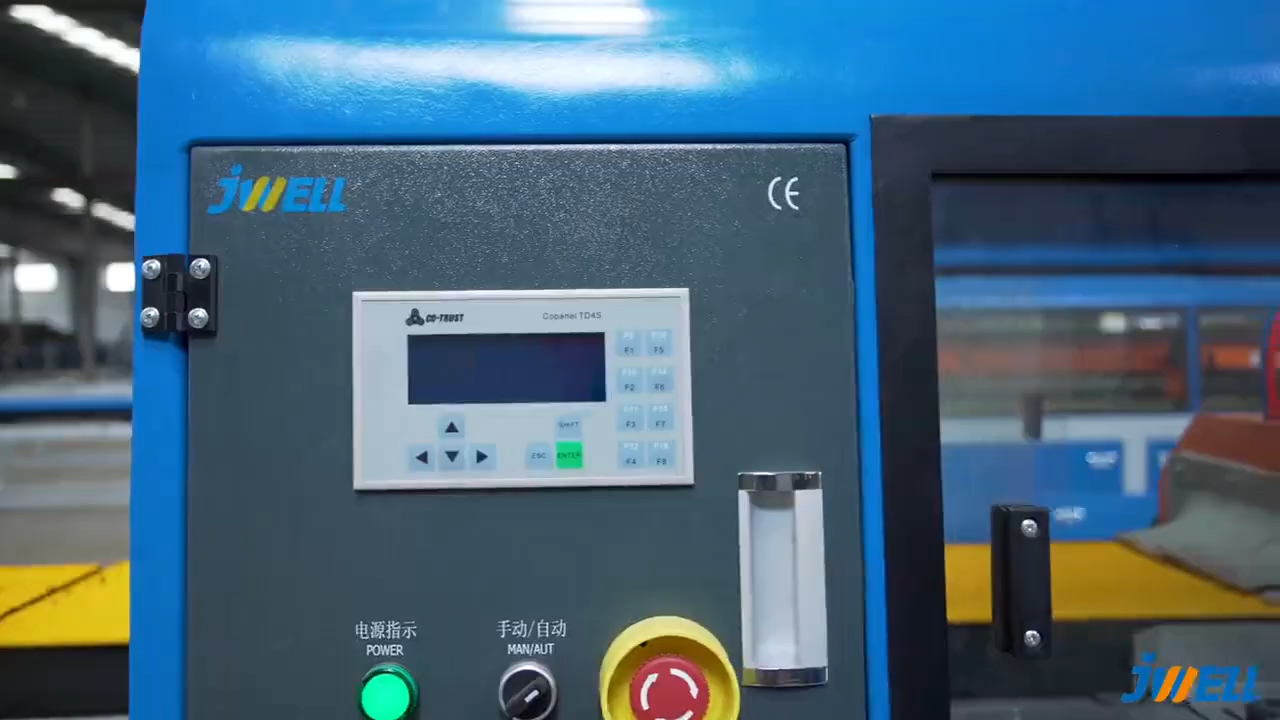 JWELL
CE
CO-TRUST
Copanel TD4S
F1
F5
F2
F6
F3
F7
SHIFT
ESC
ENTER
F4
F8
电源指示
POWER
手动/自动
MAN/AUT
JWELL